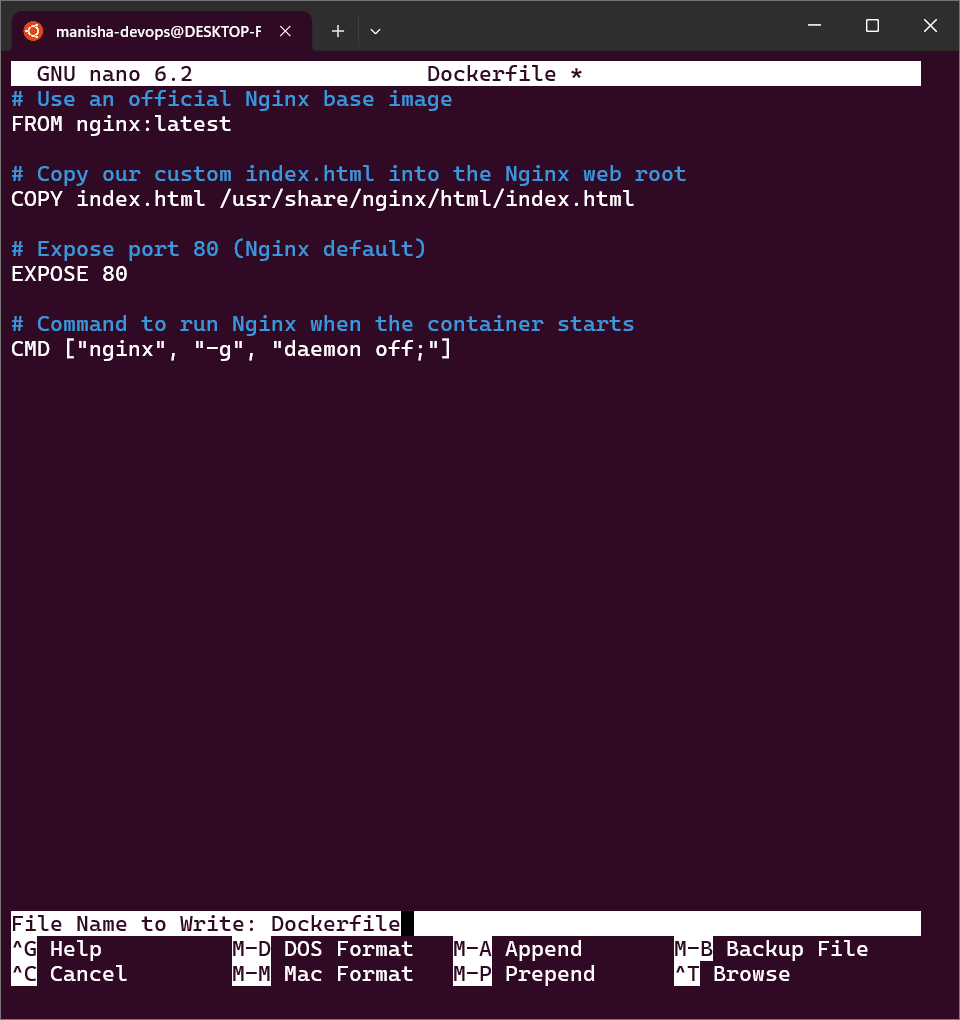 manisha-devops@DESKTOP-F
GNU nano 6.2 Dockerfile *
# Use an official Nginx base image
FROM nginx:latest
# Copy our custom index.html into the Nginx web root
COPY index.html /usr/share/nginx/html/index.html
# Expose port 80 (Nginx default)
EXPOSE 80
# Command to run Nginx when the container starts
CMD ["nginx", "-g", "daemon off;"]
File Name to Write: Dockerfile
^G Help M-D DOS Format M-A Append M-B Backup File
^C Cancel M-M Mac Format M-P Prepend ^T Browse